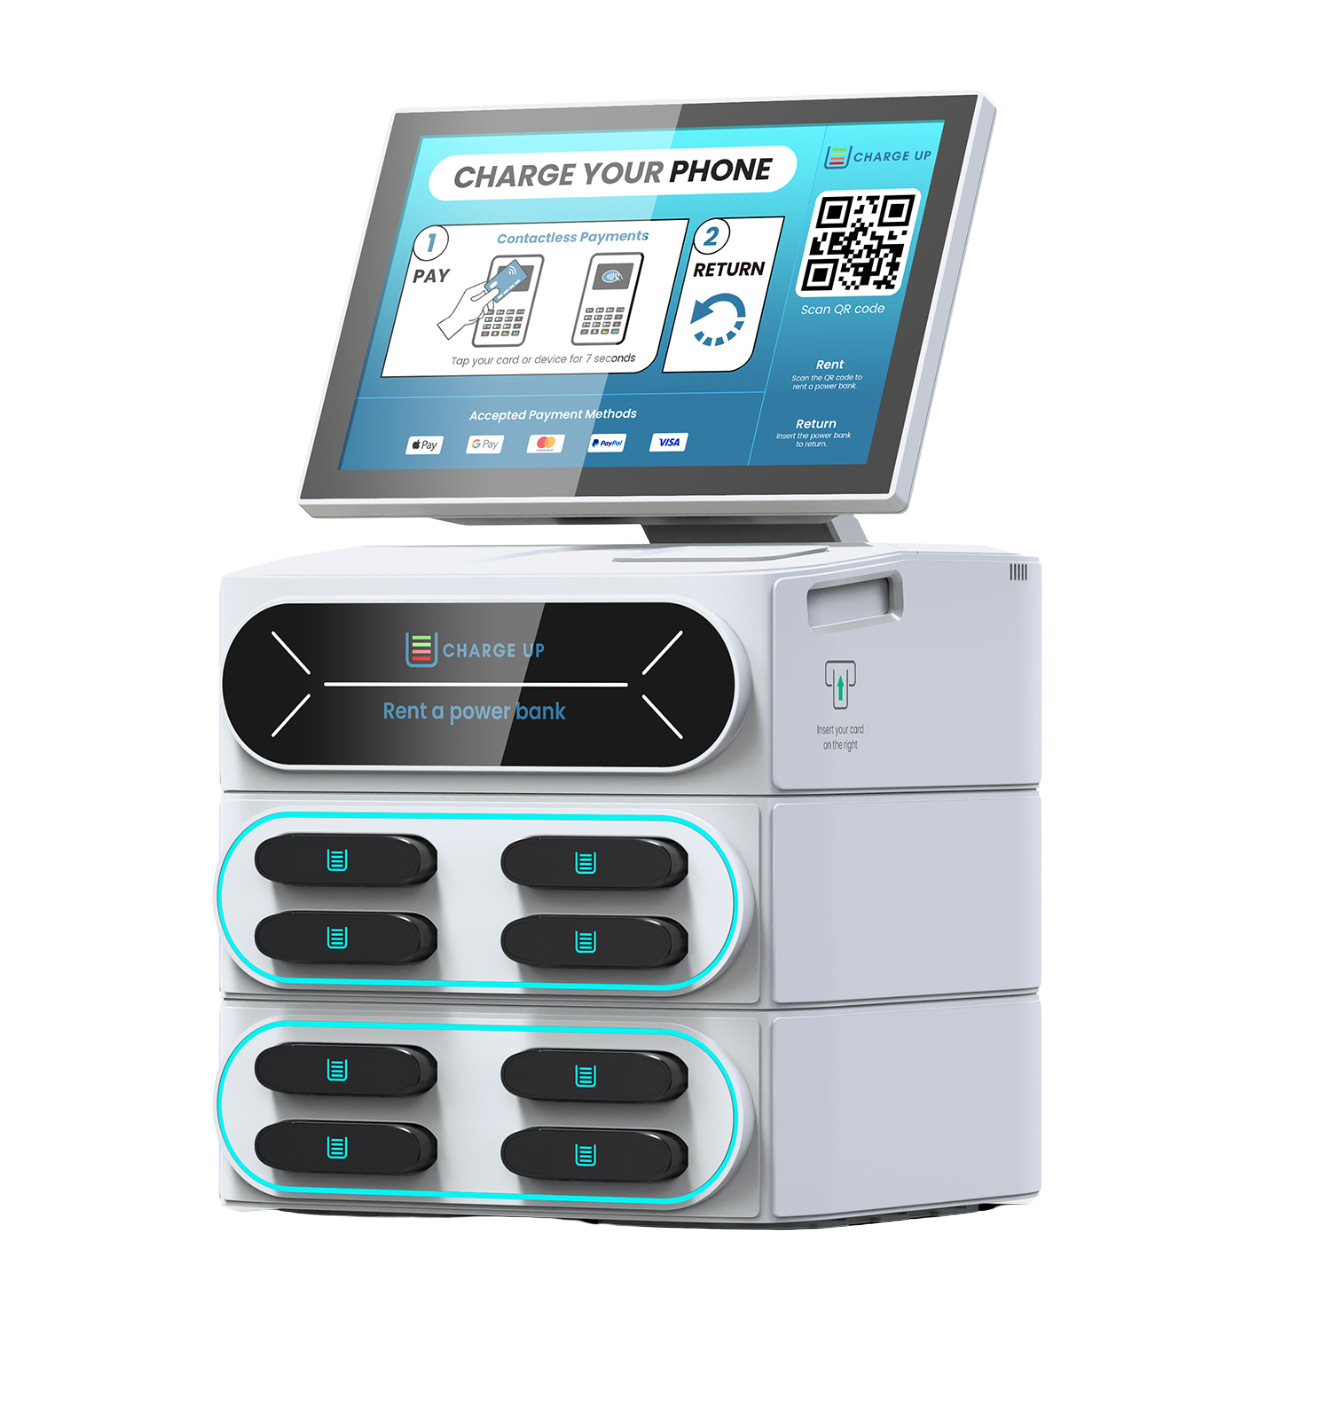 CHARGE YOUR PHONE
1
PAY
Contactless Payments
Tap your card or device for 7 seconds
2
RETURN
Accepted Payment Methods
Pay
G Pay
PayPal
VISA
CHARGE UP
Scan QR code
Rent
Scan the QR code to
rent a power bank.
Return
Insert the power bank
to return.
CHARGE UP
Rent a power bank
Insert your card
on the right